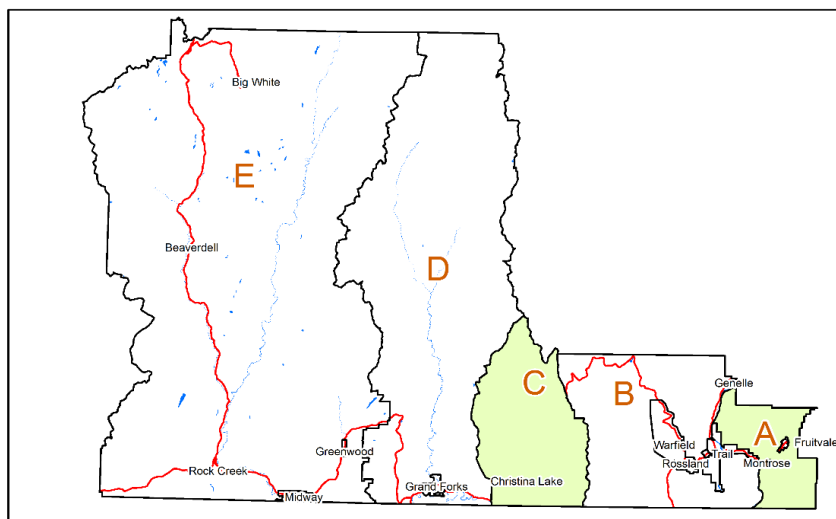 Big White
E
Beaverdell
D
C
B
Genelle
A
Fruitvale
Warfield
Trail
Greenwood
Rossland
Montrose
Rock Creek
Christina Lake
Grand Forks
Midway